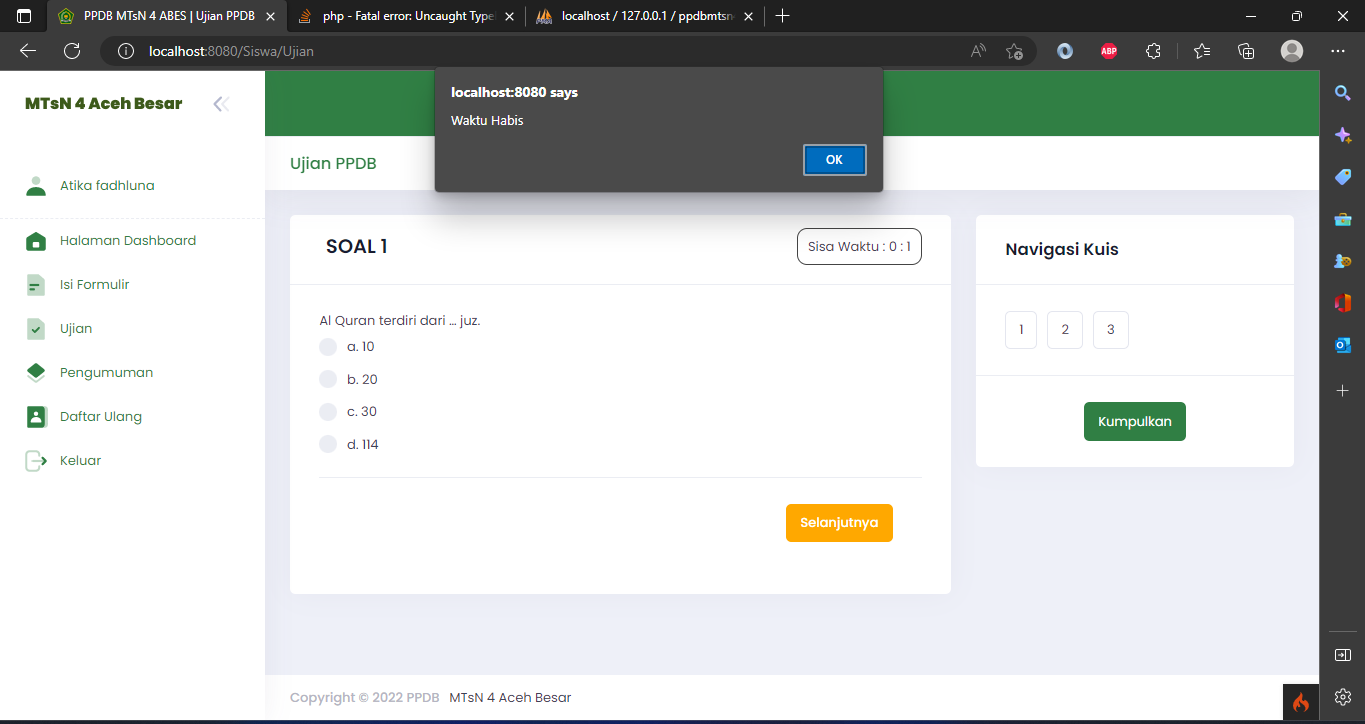 PPDB MTsN 4 ABES | Ujian PPDB
php - Fatal error: Uncaught Type
localhost / 127.0.0.1 / ppdbmtsn
localhost:8080/Siswa/Ujian
ABP
localhost:8080 says
Waktu Habis
OK
MTsN 4 Aceh Besar
Atika fadhluna
Halaman Dashboard
Isi Formulir
Ujian
Pengumuman
Daftar Ulang
Keluar
Ujian PPDB
SOAL 1
Sisa Waktu : 0 : 1
Al Quran terdiri dari ... juz.
a. 10
b. 20
c. 30
d. 114
Selanjutnya
Navigasi Kuis
1 2 3
Kumpulkan
Copyright © 2022 PPDB MTsN 4 Aceh Besar